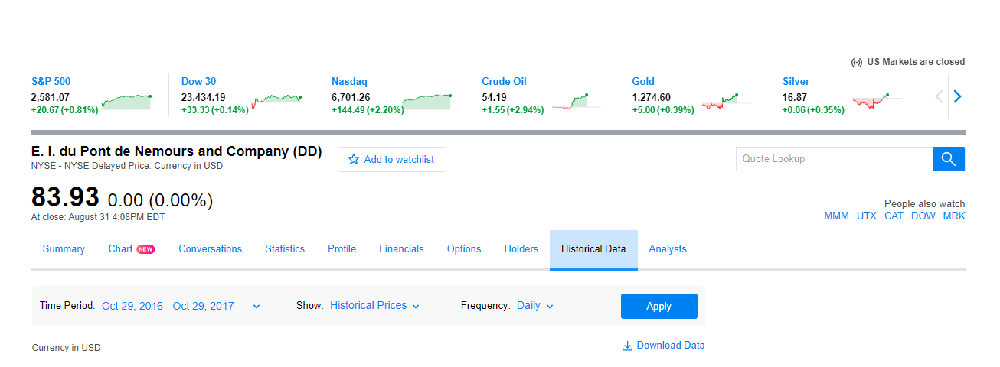 US Markets are closed
S&P 500 Dow 30 Nasdaq Crude Oil Gold Silver
2,581.07 23,434.19 6,701.26 54.19 1,274.60 16.87
+20.67 (+0.81%) +33.33 (+0.14%) +144.49 (+2.20%) +1.55 (+2.94%) +5.00 (+0.39%) +0.06 (+0.35%)
E. I. du Pont de Nemours and Company (DD) Add to watchlist Quote Lookup
NYSE - NYSE Delayed Price. Currency in USD
83.93 0.00 (0.00%)
People also watch
At close: August 31 4:08PM EDT MMM UTX CAT DOW MRK
Summary Chart NEW Conversations Statistics Profile Financials Options Holders Historical Data Analysts
Time Period: Oct 29, 2016 - Oct 29, 2017 Show: Historical Prices Frequency: Daily Apply
Currency in USD Download Data